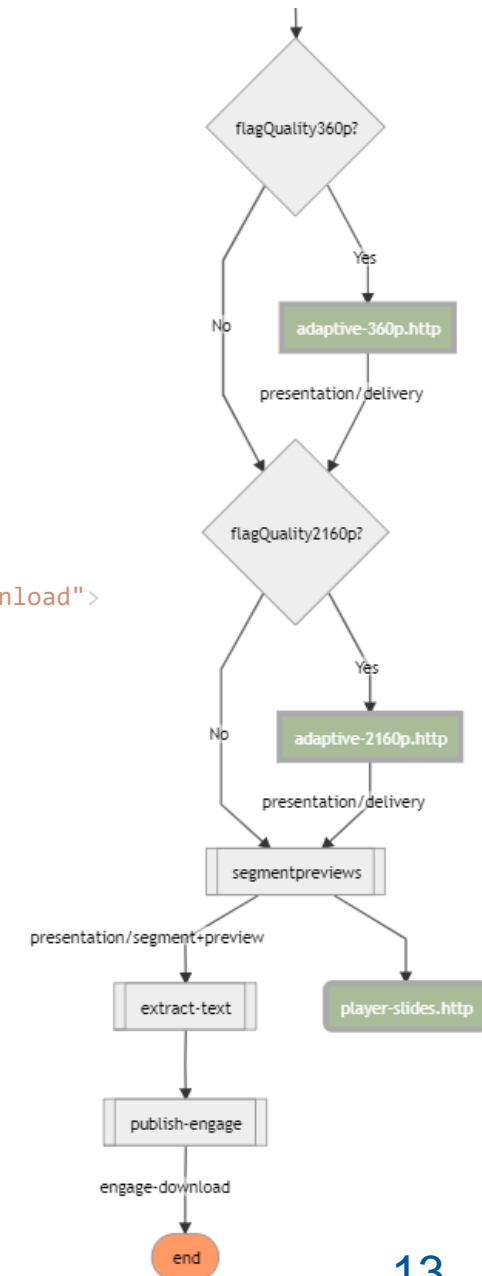 flagQuality360p?
Yes
No
adaptive-360p.http
presentation/delivery
flagQuality2160p?
nload">
Yes
No
adaptive-2160p.http
presentation/delivery
segmentpreviews
presentation/segment+preview
extract-text
player-slides.http
publish-engage
engage-download
end
13